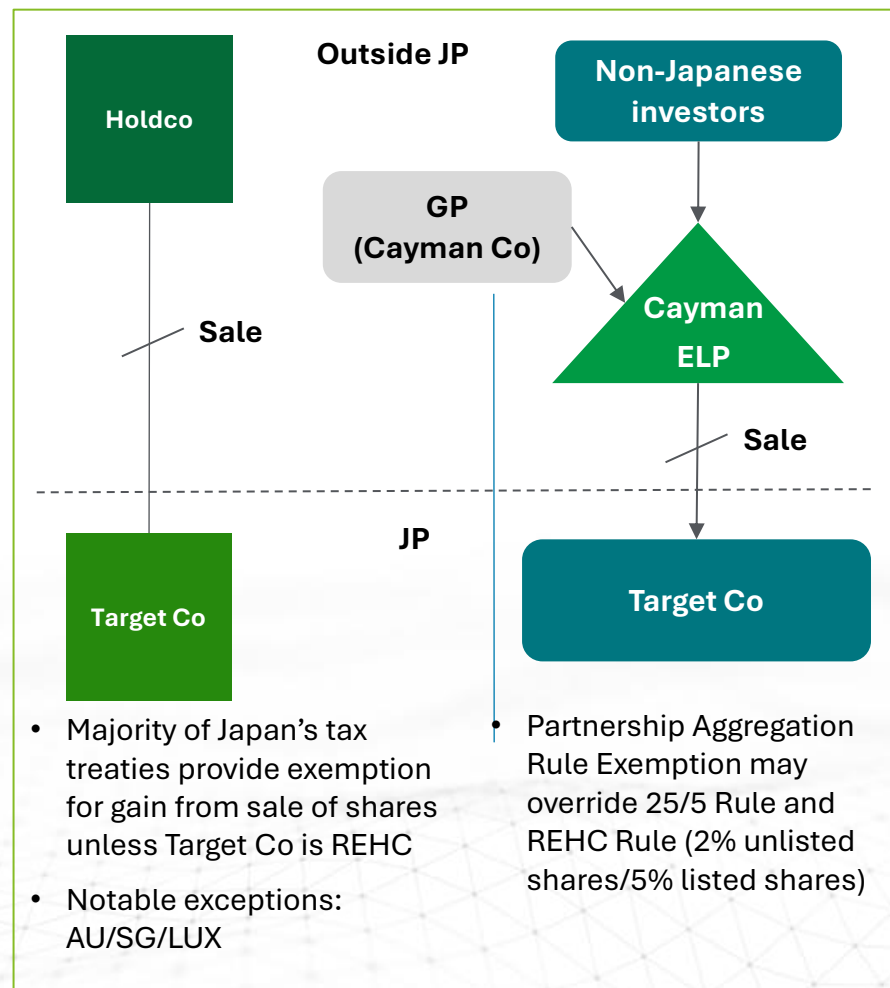 Outside JP
Holdco
Sale
Target Co
• Majority of Japan’s tax
treaties provide exemption
for gain from sale of shares
unless Target Co is REHC
• Notable exceptions:
AU/SG/LUX
Non-Japanese
investors
GP
(Cayman Co)
Cayman
ELP
Sale
JP
Target Co
• Partnership Aggregation
Rule Exemption may
override 25/5 Rule and
REHC Rule (2% unlisted
shares/5% listed shares)